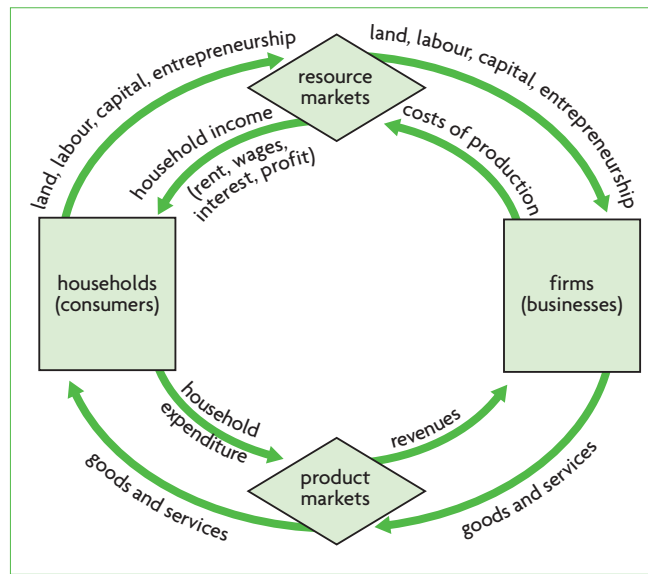 land, labour, capital, entrepreneurship
land, labour, capital, entrepreneurship
resource
markets
household income
(rent, wages,
interest, profit)
costs of production
households
(consumers)
firms
(businesses)
household
expenditure
revenues
product
markets
goods and services
goods and services